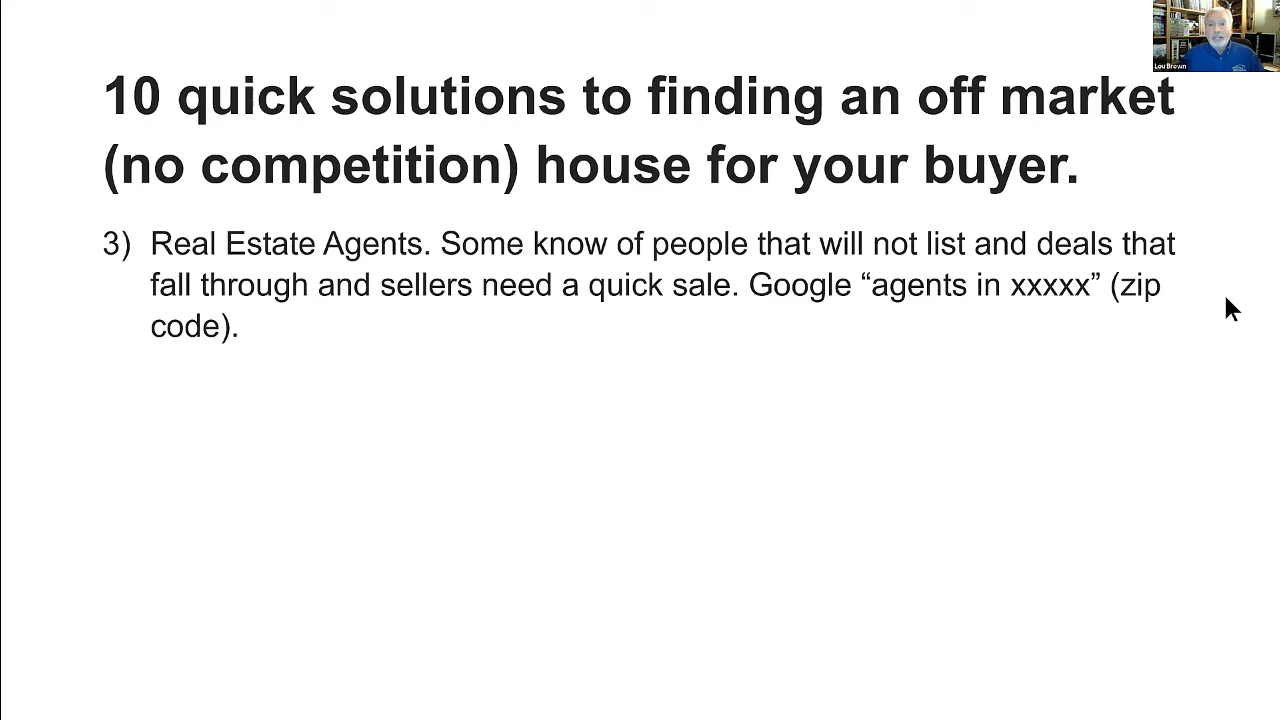 Lou Brown
10 quick solutions to finding an off market
(no competition) house for your buyer.
3) Real Estate Agents. Some know of people that will not list and deals that
fall through and sellers need a quick sale. Google “agents in xxxxx” (zip
code).